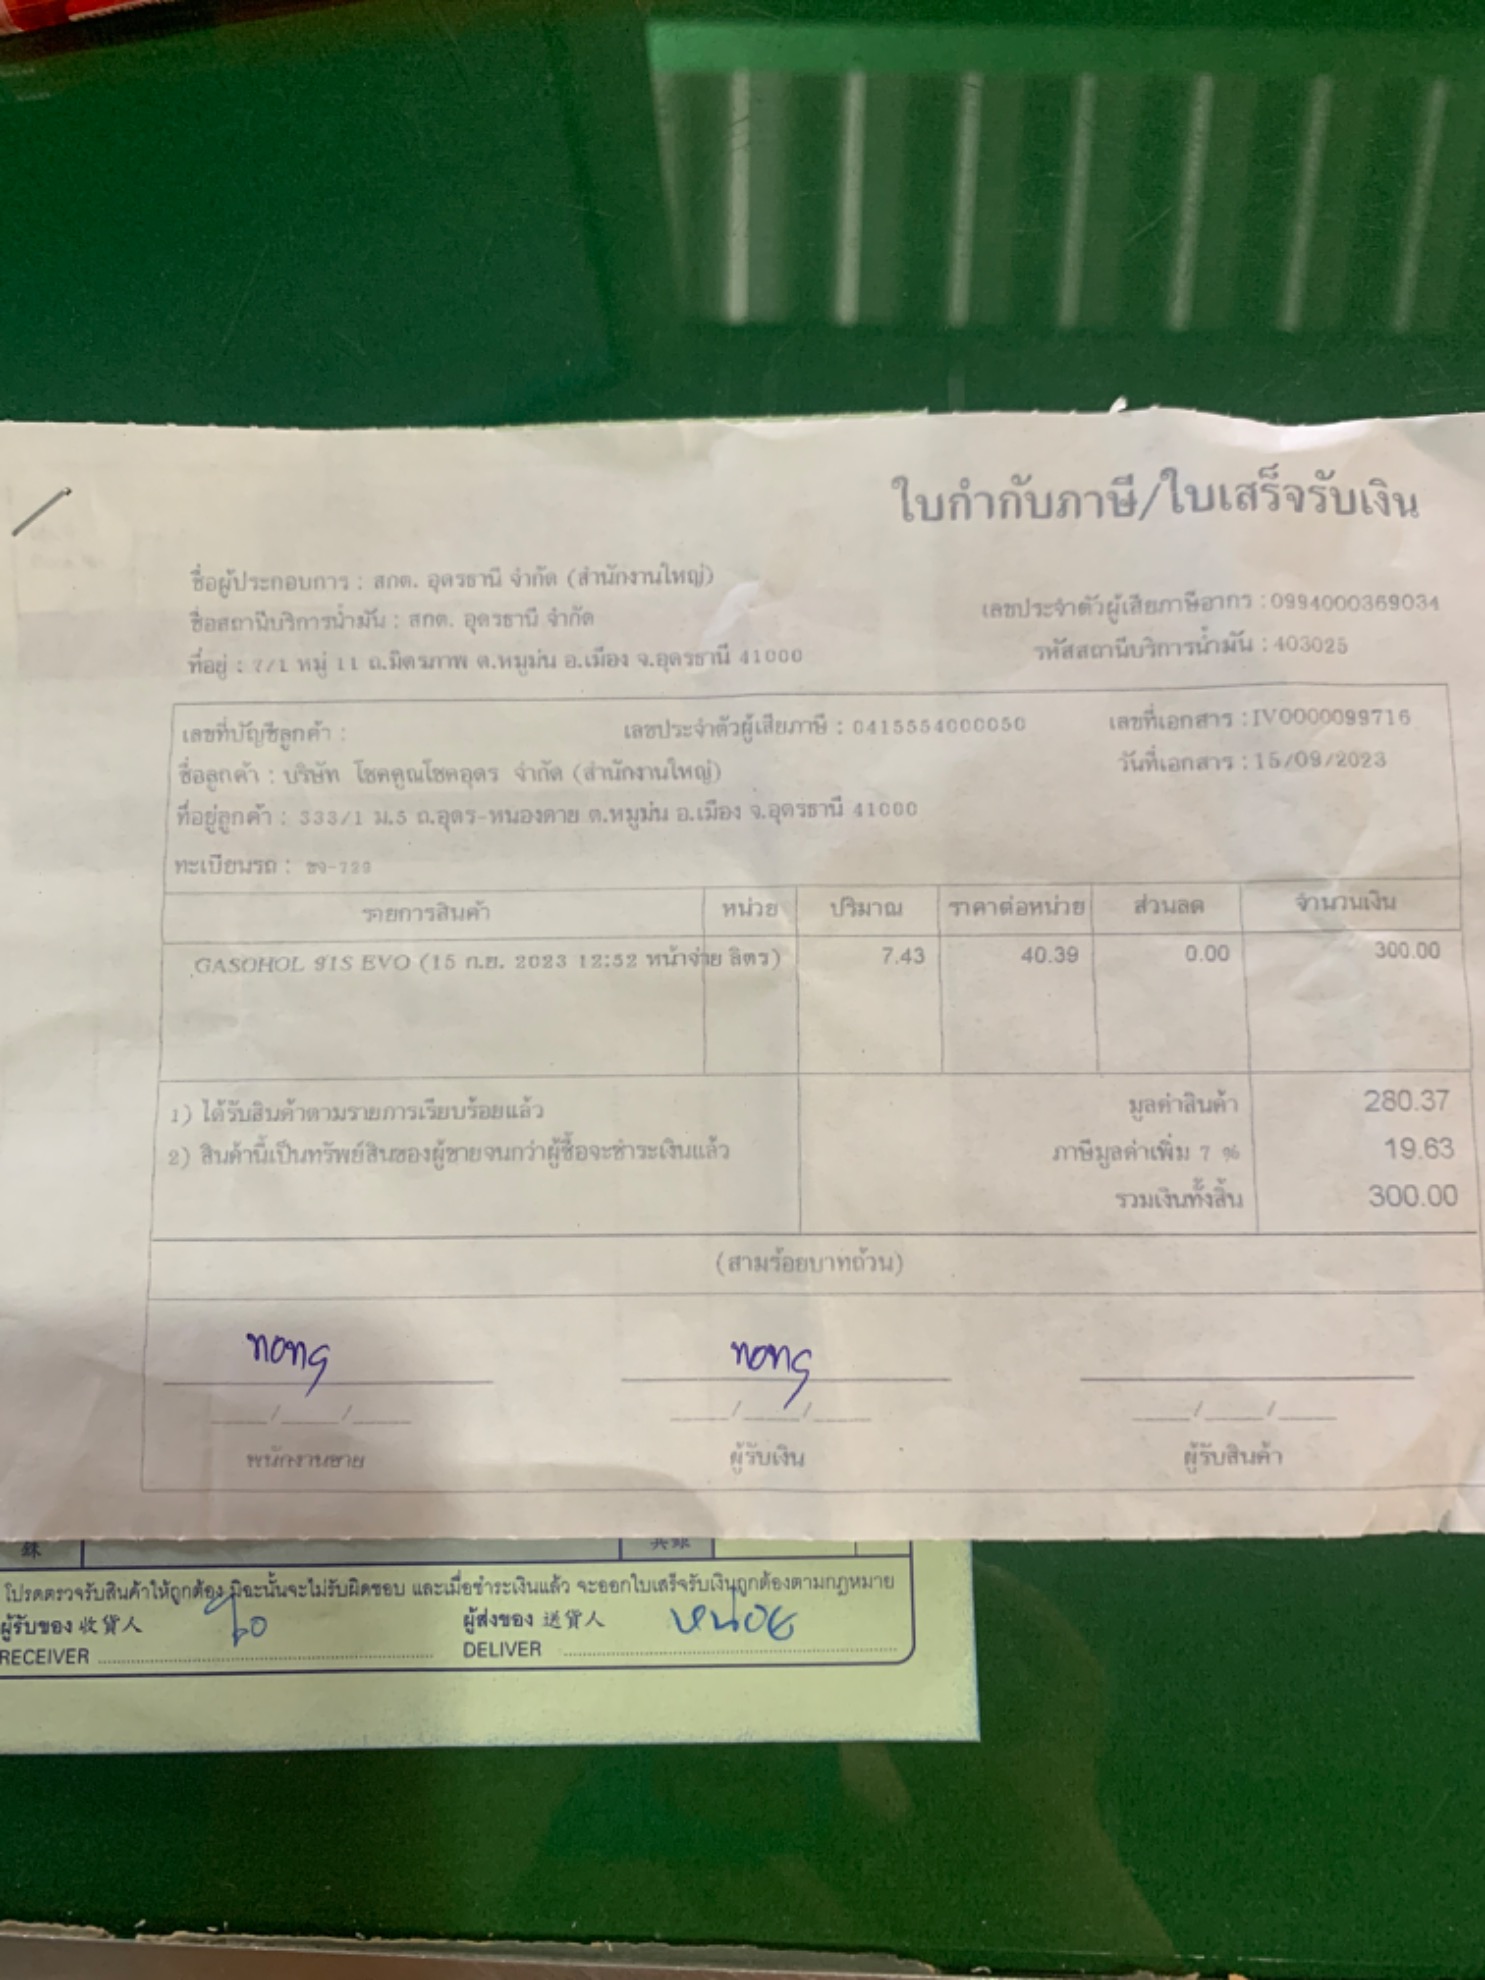 ใบกำกับภาษี/ใบเสร็จรับเงิน
ชื่อผู้ประกอบการ : สกต. อุดรธานี จำกัด (สำนักงานใหญ่)
เลขประจำตัวผู้เสียภาษีอากร : 0994000369034
ชื่อสถานีบริการน้ำมัน : สกต. อุดรธานี จำกัด
รหัสสถานีบริการน้ำมัน : 403025
ที่อยู่ : 7/1 หมู่ 11 ถ.มิตรภาพ ต.หมูม่น อ.เมือง จ.อุดรธานี 41000
เลขที่บัญชีลูกค้า : เลขประจำตัวผู้เสียภาษี : 0415554000050 เลขที่เอกสาร : IV0000099716
ชื่อลูกค้า : บริษัท โชคคูณโชคอุดร จำกัด (สำนักงานใหญ่) วันที่เอกสาร : 15/09/2023
ที่อยู่ลูกค้า : 333/1 ม.5 ถ.อุดร-หนองคาย ต.หมูม่น อ.เมือง จ.อุดรธานี 41000
ทะเบียนรถ : -729
รายการสินค้า หน่วย ปริมาณ ราคาต่อหน่วย ส่วนลด จำนวนเงิน
GASOHOL 91S EVO (15 ก.ย. 2023 12:52 หน้าจ่าย ลิตร) 7.43 40.39 0.00 300.00
1) ได้รับสินค้าตามรายการเรียบร้อยแล้ว มูลค่าสินค้า 280.37
2) สินค้านี้เป็นทรัพย์สินของผู้ขายจนกว่าผู้ซื้อจะชำระเงินแล้ว ภาษีมูลค่าเพิ่ม 7 % 19.63
รวมเงินทั้งสิ้น 300.00
(สามร้อยบาทถ้วน)
___/___/___ ___/___/___ ___/___/___
พนักงานขาย ผู้รับเงิน ผู้รับสินค้า
โปรดตรวจรับสินค้าให้ถูกต้อง มิฉะนั้นจะไม่รับผิดชอบ และเมื่อชำระเงินแล้ว จะออกใบเสร็จรับเงินถูกต้องตามกฎหมาย
ผู้รับของ 收貨人 ผู้ส่งของ 送貨人 หน่อย
RECEIVER DELIVER